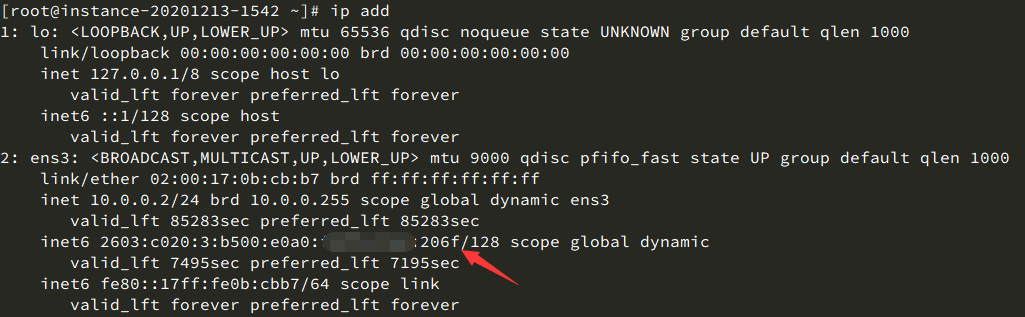 [root@instance-20201213-1542 ~]# ip add
1: lo: <LOOPBACK,UP,LOWER_UP> mtu 65536 qdisc noqueue state UNKNOWN group default qlen 1000
link/loopback 00:00:00:00:00:00 brd 00:00:00:00:00:00
inet 127.0.0.1/8 scope host lo
valid_lft forever preferred_lft forever
inet6 ::1/128 scope host
valid_lft forever preferred_lft forever
2: ens3: <BROADCAST,MULTICAST,UP,LOWER_UP> mtu 9000 qdisc pfifo_fast state UP group default qlen 1000
link/ether 02:00:17:0b:cb:b7 brd ff:ff:ff:ff:ff:ff
inet 10.0.0.2/24 brd 10.0.0.255 scope global dynamic ens3
valid_lft 85283sec preferred_lft 85283sec
inet6 2603:c020:3:b500:e0a0: :206f/128 scope global dynamic
valid_lft 7495sec preferred_lft 7195sec
inet6 fe80::17ff:fe0b:cbb7/64 scope link
valid_lft forever preferred_lft forever